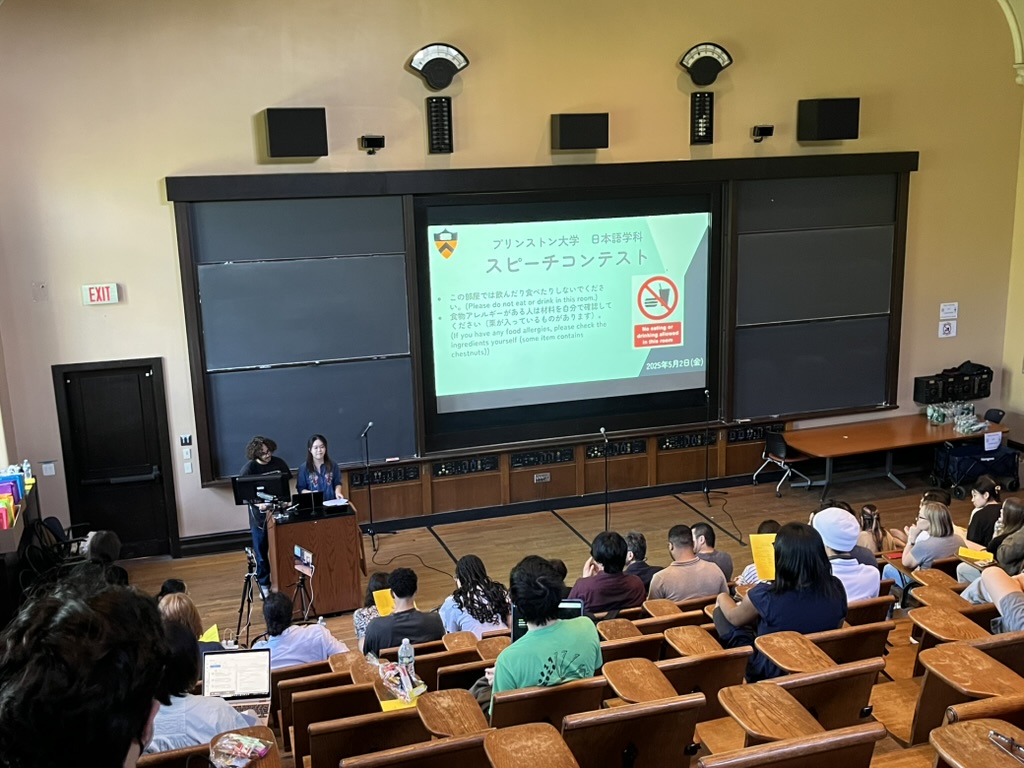 プリンストン大学 日本語学科
スピーチコンテスト
• この部屋では飲んだり食べたりしないでくださ
い。(Please do not eat or drink in this room.)
• 食物アレルギーがある人は材料を自分で確認して
ください（栗が入っているものがあります）。
(If you have any food allergies, please check the
ingredients yourself (some item contains
chestnuts))
No eating or
drinking allowed
in this room
2025年5月2日(金)
EXIT